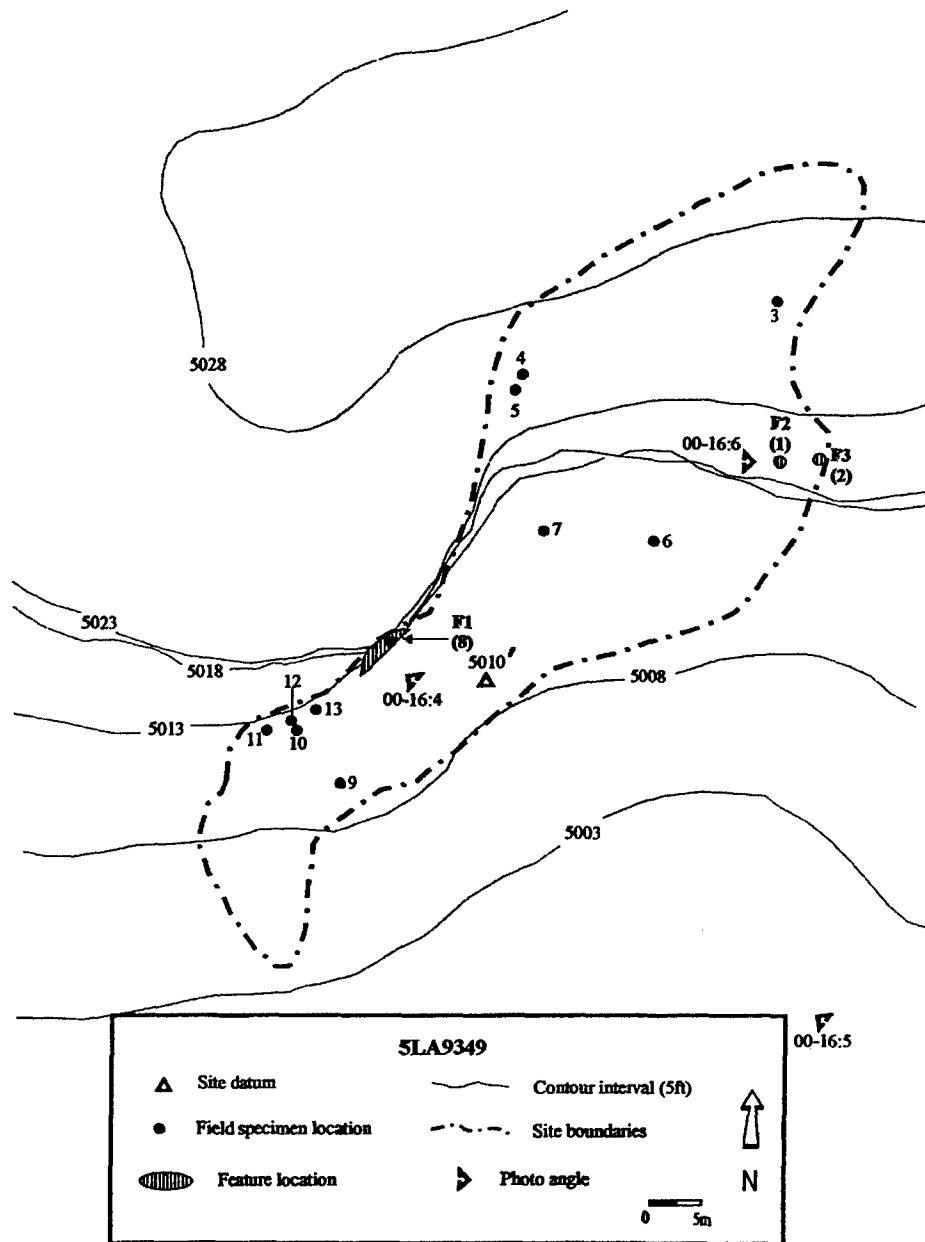 3
4
5028
5
F2
(1)
00-16:6
F3
(2)
7
6
5023
F1
(8)
5018
5010'
5008
12
00-16:4
13
5013
11
10
9
5003
5LA9349
00-16:5
Site datum
Contour interval (5ft)
Field specimen location
Site boundaries
Feature location
Photo angle
N
0 5m